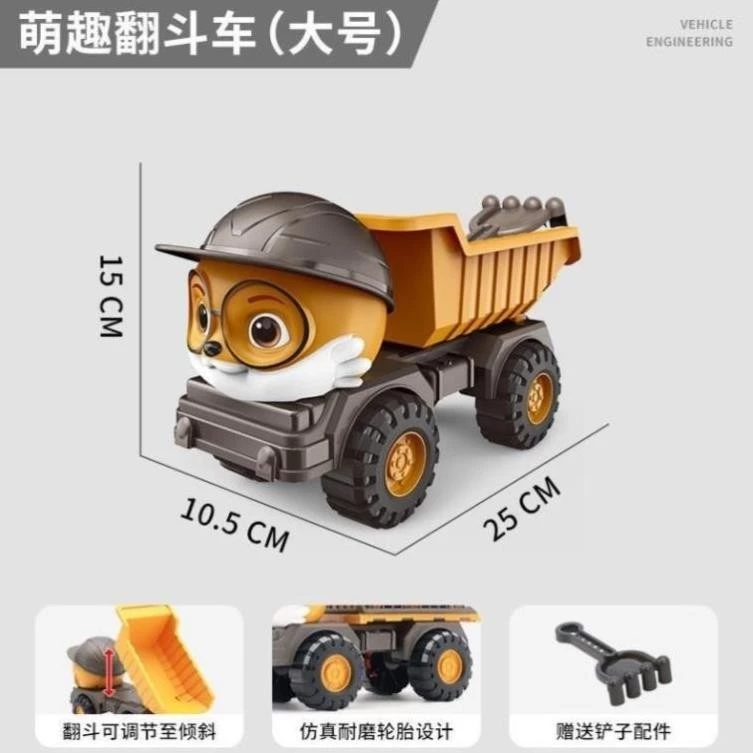 萌趣翻斗车（大号）
VEHICLE
ENGINEERING
15 CM
10.5 CM
25 CM
翻斗可调节至倾斜
仿真耐磨轮胎设计
赠送铲子配件